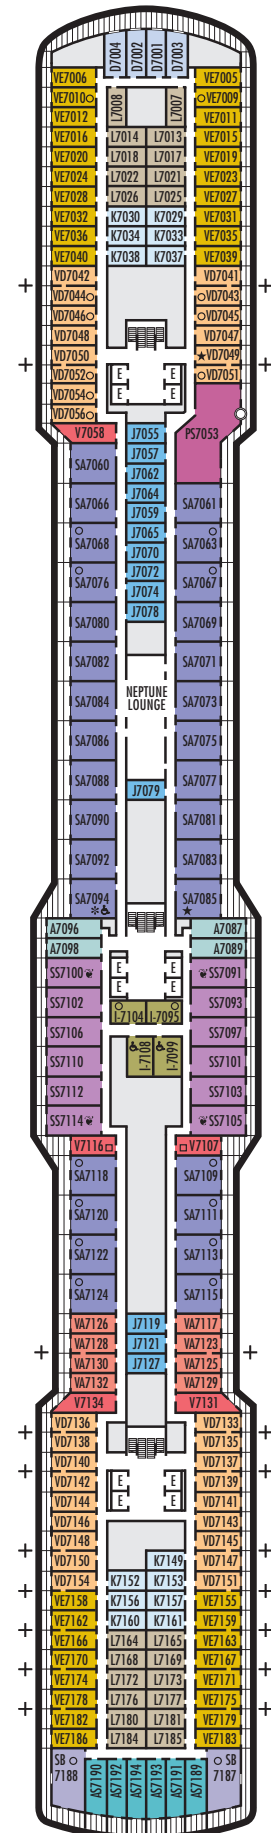 D7004 D7002 D7001 D7003
VE7006 VE7005
VE7010 L7008 L7007 VE7009
VE7012 VE7011
VE7016 L7014 L7013 VE7015
VE7020 L7018 L7017 VE7019
VE7024 L7022 L7021 VE7023
VE7028 L7026 L7025 VE7027
VE7032 K7030 K7029 VE7031
VE7036 K7034 K7033 VE7035
VE7040 K7038 K7037 VE7039
VD7042 VD7041
VD7044 VD7043
VD7046 VD7045
VD7048 VD7047
VD7050 VD7049
VD7052 E E VD7051
VD7054 E E
VD7056
V7058 J7055 PS7053
J7057
SA7060 J7062
J7064
SA7066 J7059 SA7061
J7065
SA7068 J7070 SA7063
J7072
SA7076 J7074 SA7067
J7078
SA7080 SA7069
SA7082 SA7071
SA7084 NEPTUNE SA7073
LOUNGE
SA7086 SA7075
SA7088 J7079 SA7077
SA7090 SA7081
SA7092 SA7083
SA7094 SA7085
A7096 A7087
A7098 A7089
SS7100 E E SS7091
E E
SS7102 I-7104 I-7095 SS7093
SS7106 I-7108 I-7099 SS7097
SS7110 SS7101
SS7112 SS7103
SS7114 SS7105
V7116 V7107
SA7118 SA7109
SA7120 SA7111
SA7122 SA7113
SA7124 SA7115
VA7126 J7119 VA7117
VA7128 J7121 VA7123
VA7130 J7127 VA7125
VA7132 VA7129
V7134 V7131
VD7136 VD7133
VD7138 VD7135
VD7140 VD7137
VD7142 E E VD7139
VD7144 E E VD7141
VD7146 VD7143
VD7148 VD7145
VD7150 K7149 VD7147
VD7154 K7152 K7153 VD7151
VE7158 K7156 K7157 VE7155
VE7162 K7160 K7161 VE7159
VE7166 L7164 L7165 VE7163
VE7170 L7168 L7169 VE7167
VE7174 L7172 L7173 VE7171
VE7178 L7176 L7177 VE7175
VE7182 L7180 L7181 VE7179
VE7186 L7184 L7185 VE7183
SB 7188 SB 7187
AS7190 AS7192 AS7194 AS7193 AS7191 AS7189